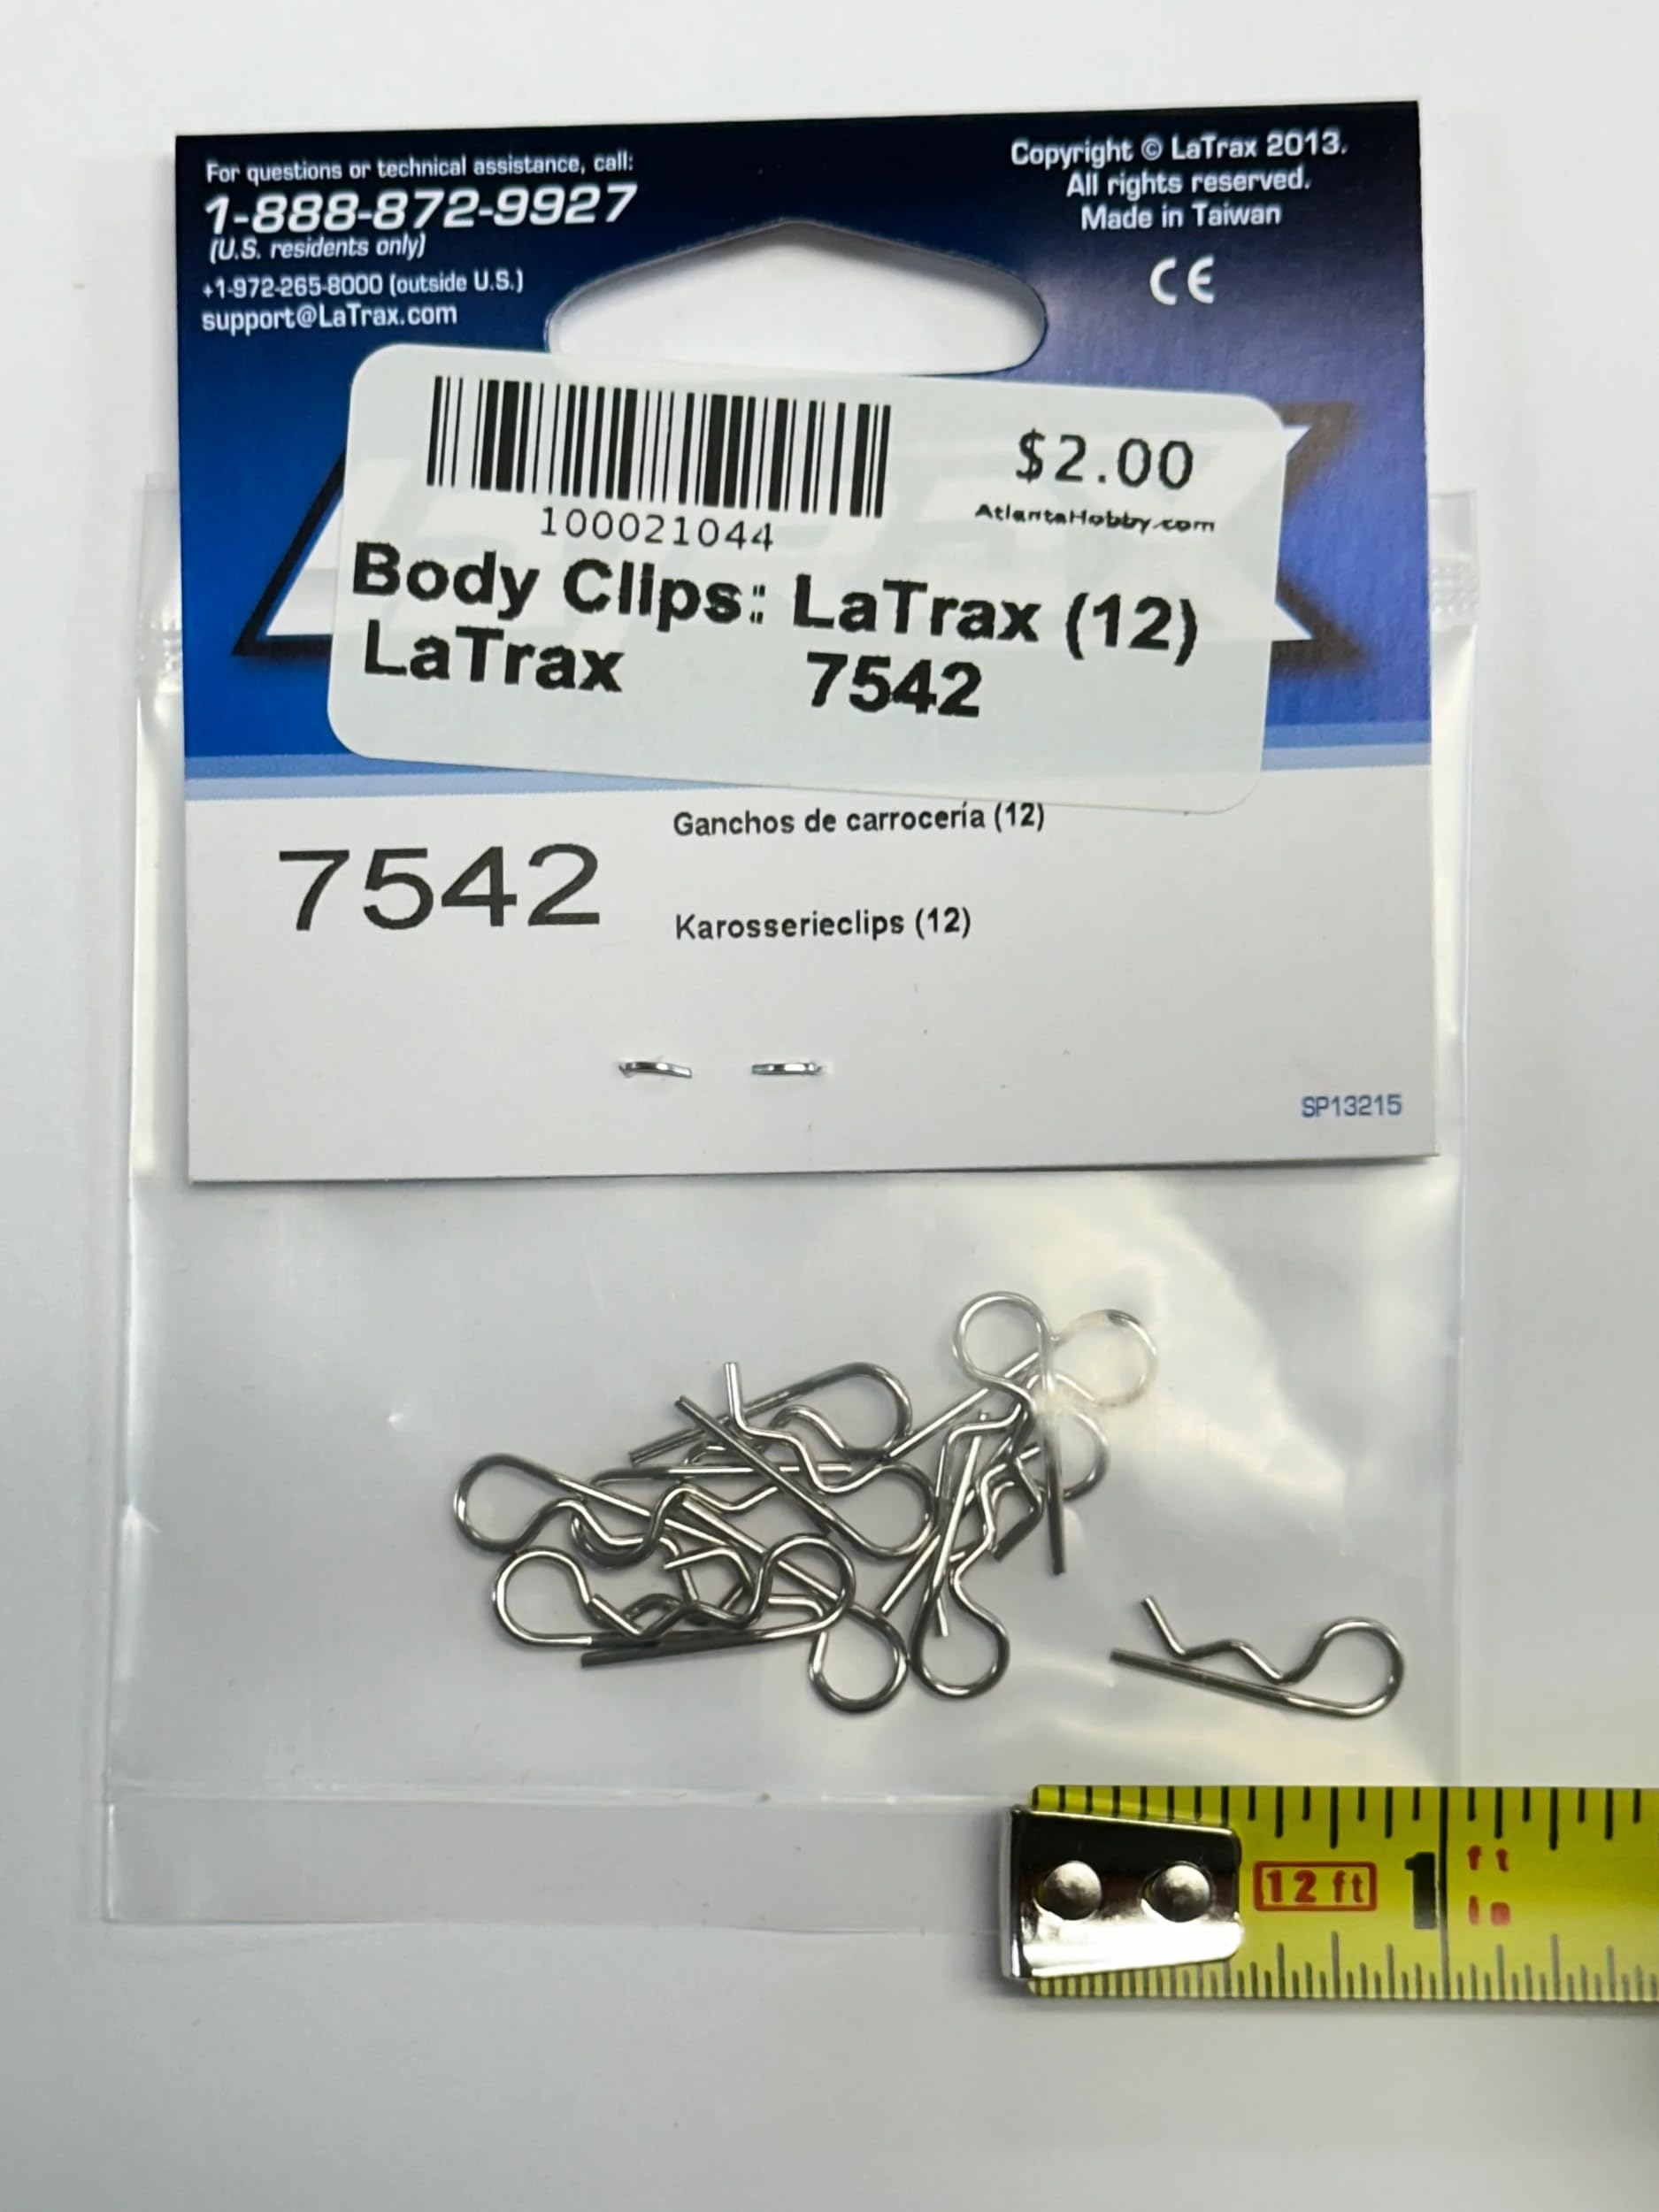 For questions or technical assistance, call:
1-888-872-9927
(U.S. residents only)
+1-972-265-8000 (outside U.S.)
support@LaTrax.com
Copyright © LaTrax 2013.
All rights reserved.
Made in Taiwan
CE
$2.00
AtlantaHobby.com
100021044
Body Clips: LaTrax (12)
LaTrax 7542
7542
Ganchos de carrocería (12)
Karosserieclips (12)
SP13215
12 ft
1
ft
in